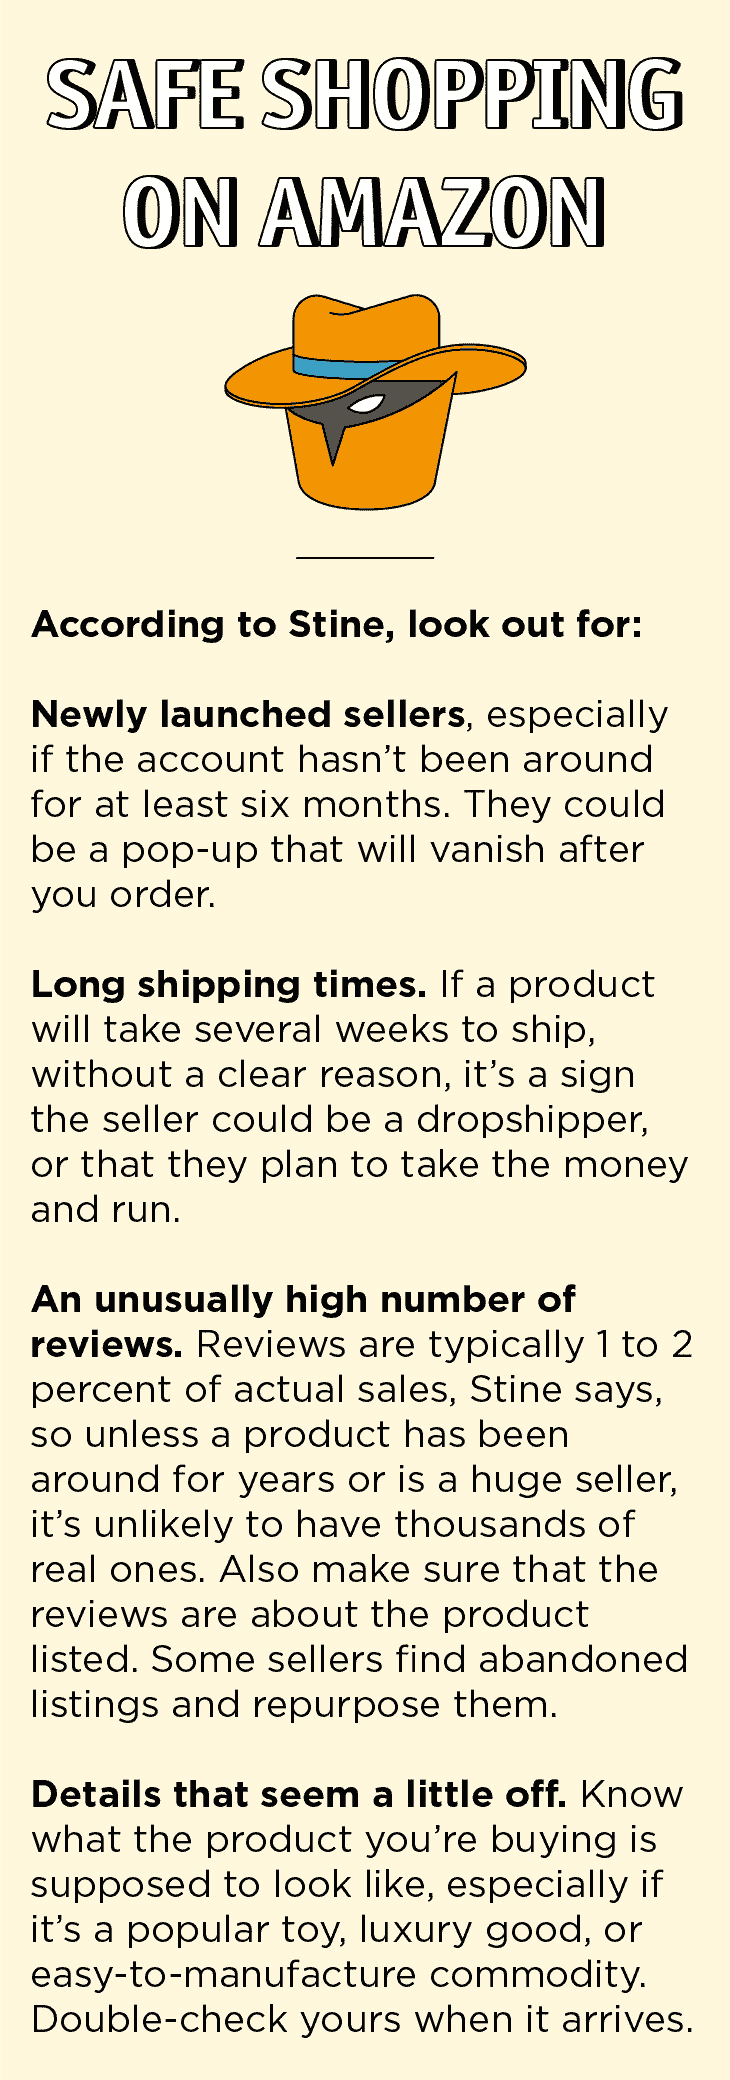 SAFE SHOPPING
ON AMAZON
According to Stine, look out for:
Newly launched sellers, especially
if the account hasn't been around
for at least six months. They could
be a pop-up that will vanish after
you order.
Long shipping times. If a product
will take several weeks to ship,
without a clear reason, it's a sign
the seller could be a dropshipper,
or that they plan to take the money
and run.
An unusually high number of
reviews. Reviews are typically 1 to 2
percent of actual sales, Stine says,
so unless a product has been
around for years or is a huge seller,
it's unlikely to have thousands of
real ones. Also make sure that the
reviews are about the product
listed. Some sellers find abandoned
listings and repurpose them.
Details that seem a little off. Know
what the product you're buying is
supposed to look like, especially if
it's a popular toy, luxury good, or
easy-to-manufacture commodity.
Double-check yours when it arrives.